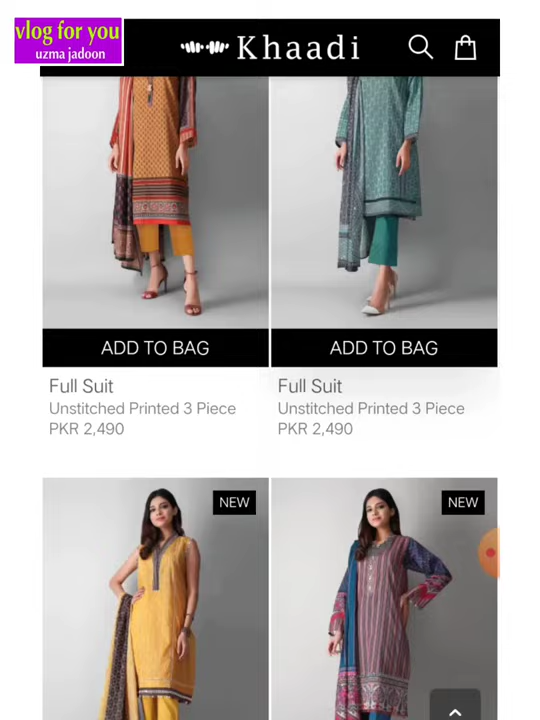 vlog for you
uzma jadoon
Khaadi
ADD TO BAG
ADD TO BAG
Full Suit
Unstitched Printed 3 Piece
PKR 2,490
Full Suit
Unstitched Printed 3 Piece
PKR 2,490
NEW
NEW